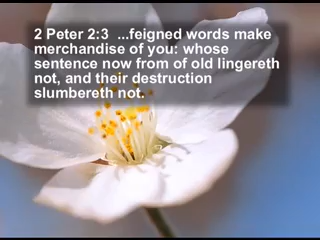 2 Peter 2:3  ...feigned words make
merchandise of you: whose
sentence now from of old lingereth
not, and their destruction
slumbereth not.